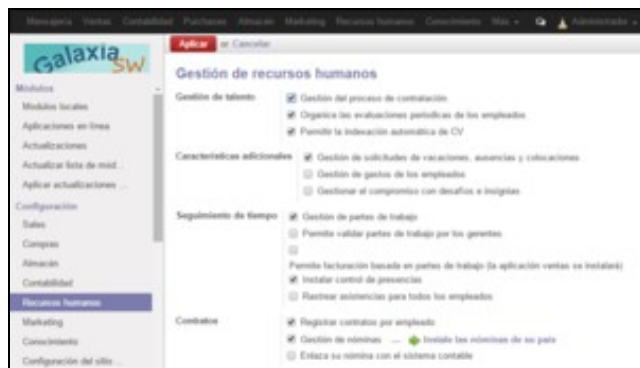 Mensajería Ventas Contabilidad Purchases Almacén Marketing Recursos humanos Conocimiento Más Administrador
Galaxia SW
Aplicar or Cancelar
Gestión de recursos humanos
Módulos
Modulos locales
Aplicaciones en línea
Actualizaciones
Actualizar lista de mód...
Aplicar actualizaciones ...
Configuración
Sales
Compras
Almacén
Contabilidad
Recursos humanos
Marketing
Conocimiento
Configuración del sitio ...
Gestión de talento
Gestión del proceso de contratación
Organice las evaluaciones periodicas de los empleados
Permitir la indexación automática de CV
Características adicionales
Gestión de solicitudes de vacaciones, ausencias y colocaciones
Gestión de gastos de los empleados
Gestionar el compromiso con desafíos e insignias
Seguimiento de tiempo
Gestión de partes de trabajo
Permite validar partes de trabajo por los gerentes
Permite facturación basada en partes de trabajo (la aplicación ventas se instalará)
Instalar control de presencias
Rastrear asistencias para todos los empleados
Contratos
Registrar contratos por empleado
Gestión de nóminas ... Instale las nóminas de su país
Enlaza su nómina con el sistema contable